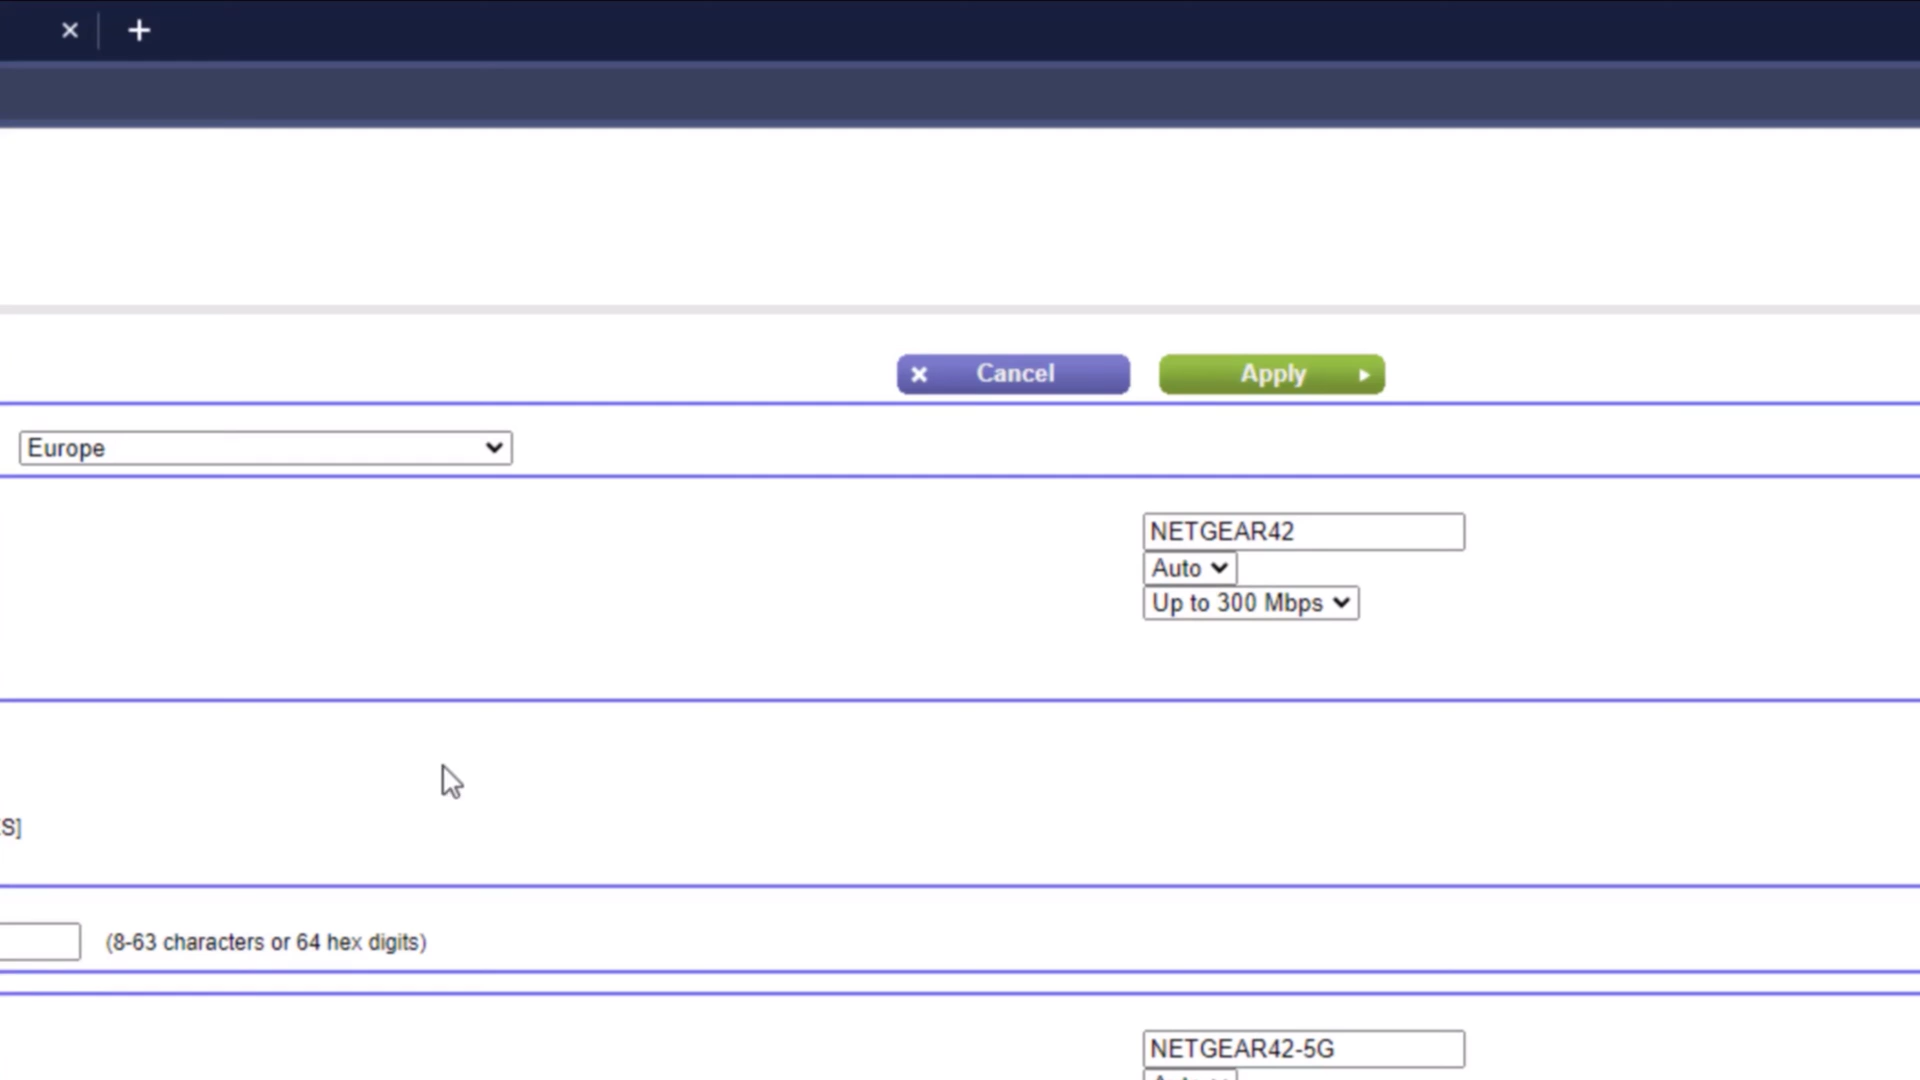 Cancel
Apply
Europe
NETGEAR42
Auto
Up to 300 Mbps
S]
(8-63 characters or 64 hex digits)
NETGEAR42-5G